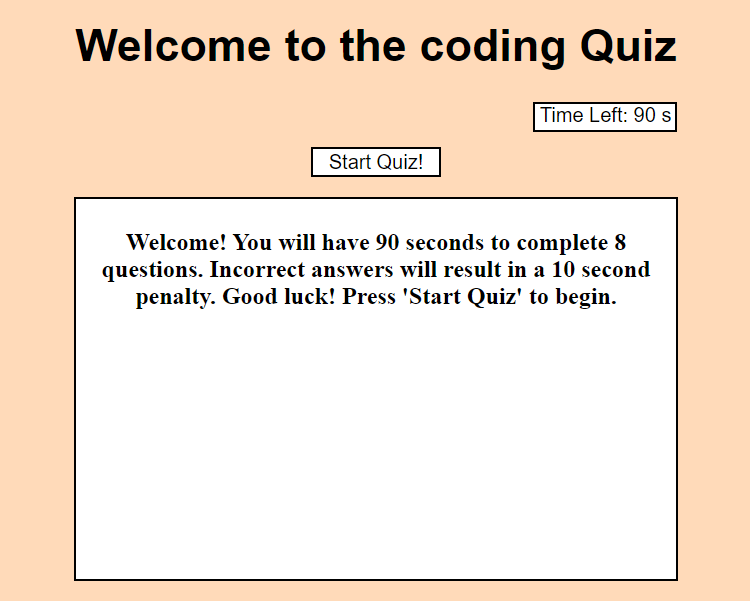 Welcome to the coding Quiz
Time Left: 90 s
Start Quiz!
Welcome! You will have 90 seconds to complete 8
questions. Incorrect answers will result in a 10 second
penalty. Good luck! Press 'Start Quiz' to begin.